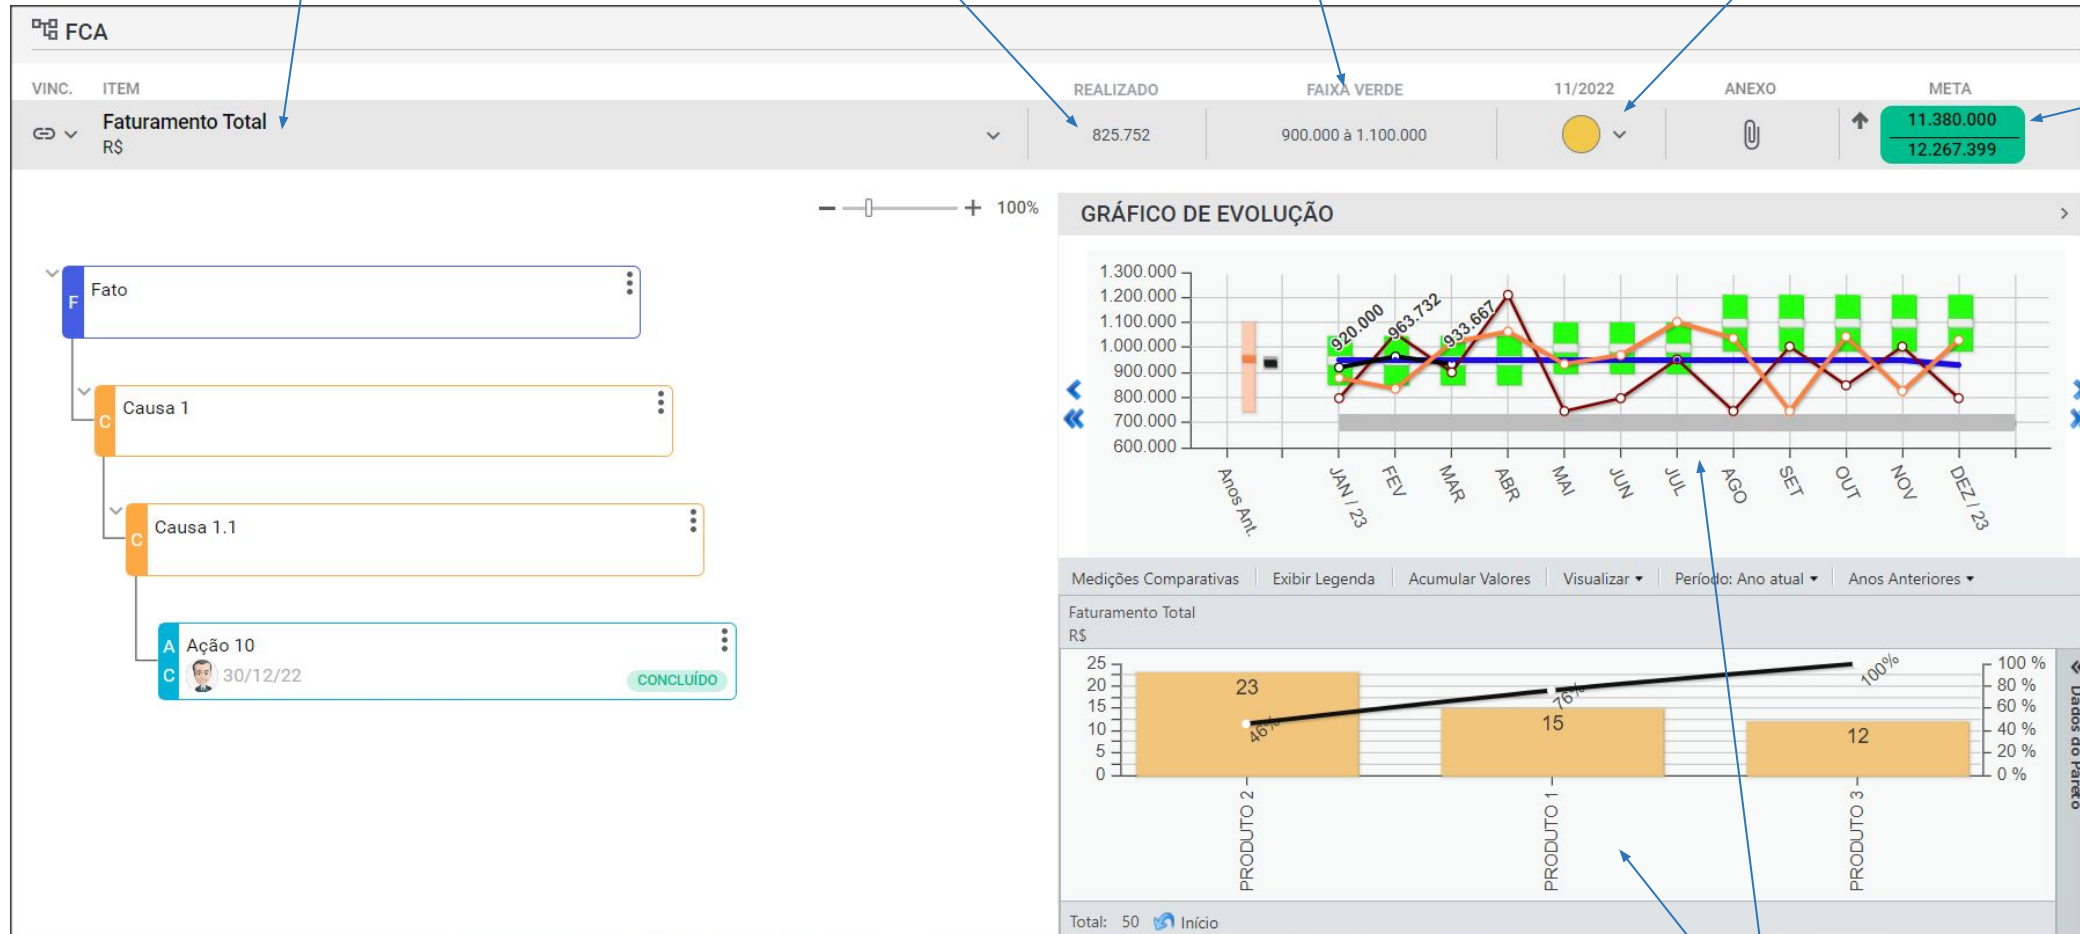 FCA
VINC. ITEM REALIZADO FAIXA VERDE 11/2022 ANEXO META
Faturamento Total
R$
825.752
900.000 à 1.100.000
11.380.000
12.267.399
100%
Fato
F
Causa 1
C
Causa 1.1
C
Ação 10
A
C
30/12/22
CONCLUÍDO
GRÁFICO DE EVOLUÇÃO
1.300.000
1.200.000
1.100.000
1.000.000
900.000
800.000
700.000
600.000
920.000
963.732
933.667
Anos Ant.
JAN / 23
FEV
MAR
ABR
MAI
JUN
JUL
AGO
SET
OUT
NOV
DEZ / 23
Medições Comparativas Exibir Legenda Acumular Valores Visualizar Período: Ano atual Anos Anteriores
Faturamento Total
R$
25
20
15
10
5
0
23
15
12
46%
76%
100%
100 %
80 %
60 %
40 %
20 %
0 %
PRODUTO 2
PRODUTO 1
PRODUTO 3
Dados do Pareto
Total: 50 Início